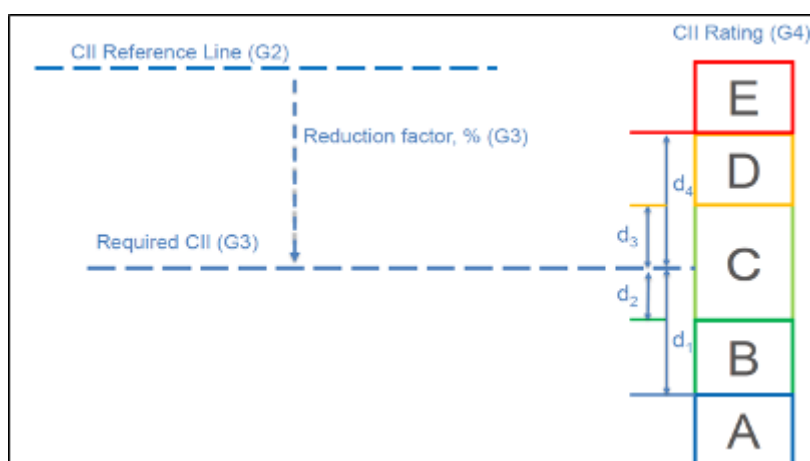 CII Rating (G4)
CII Reference Line (G2)
E
Reduction factor, % (G3)
D
d4
d3
Required CII (G3)
C
d2
d1
B
A